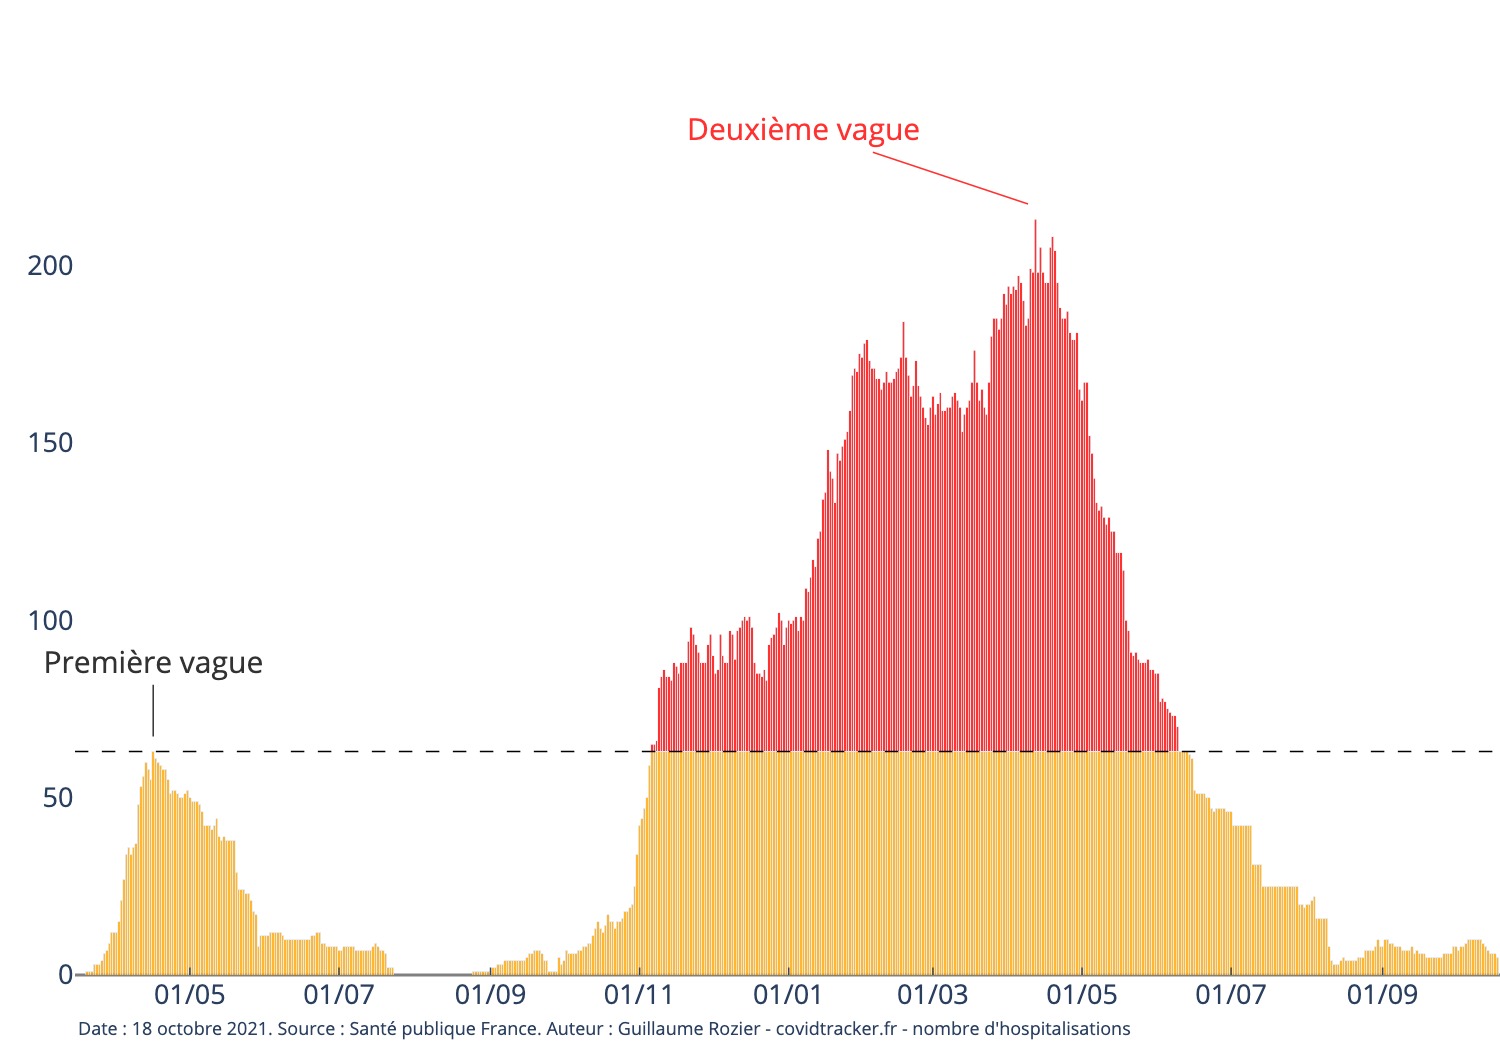 Deuxième vague
200
150
100
Première vague
50
0
01/05 01/07 01/09 01/11 01/01 01/03 01/05 01/07 01/09
Date : 18 octobre 2021. Source : Santé publique France. Auteur : Guillaume Rozier - covidtracker.fr - nombre d'hospitalisations